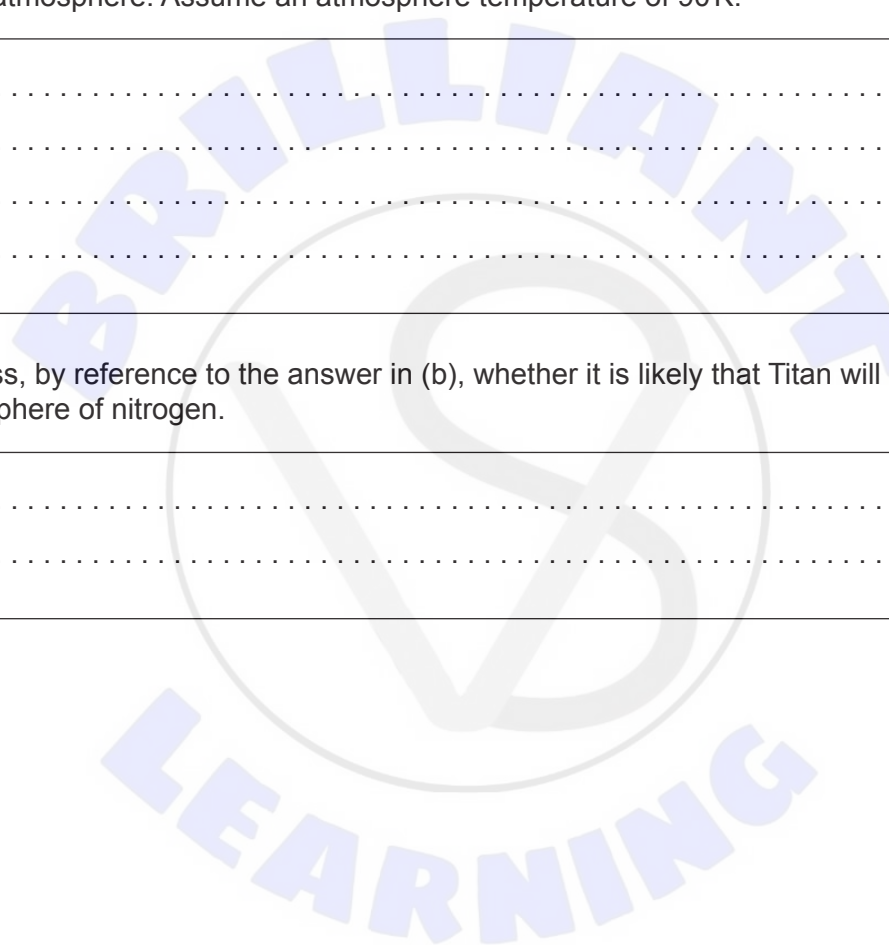 atmosphere. Assume an atmosphere temperature of 90K.
ss, by reference to the answer in (b), whether it is likely that Titan will
phere of nitrogen.
BRILLIANT
VS
LEARNING